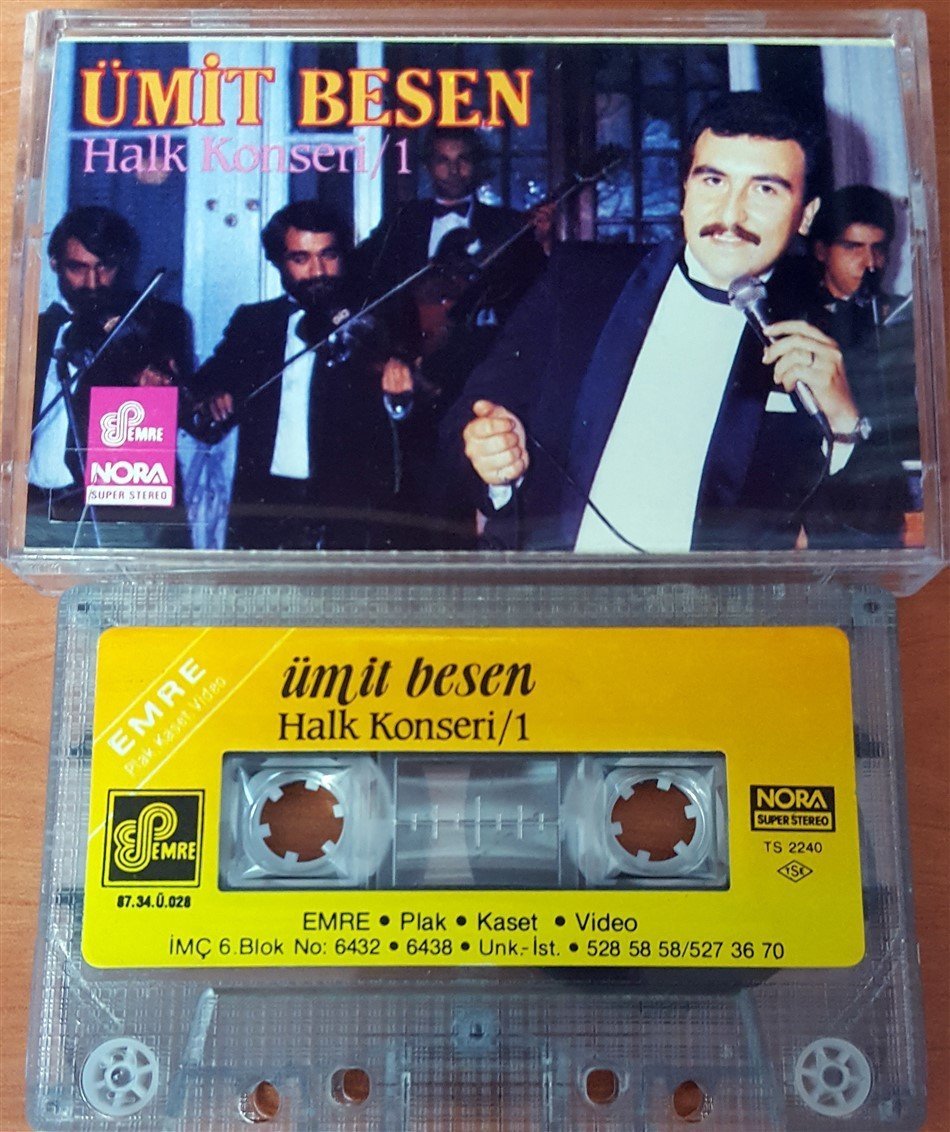 ÜMİT BESEN
Halk Konseri/1
EMRE
NORA
SUPER STEREO
EMRE
Plak Kaset Video
ümit besen
Halk Konseri/1
EMRE
87.34.Ü.028
NORA
SUPER STEREO
TS 2240
TSE
EMRE • Plak • Kaset • Video
İMÇ 6.Blok No: 6432 • 6438 • Unk.-İst. • 528 58 58/527 36 70